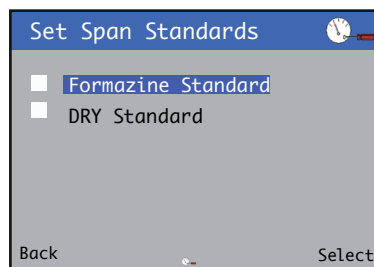 Set Span Standards
Formazine Standard
DRY Standard
Back Select